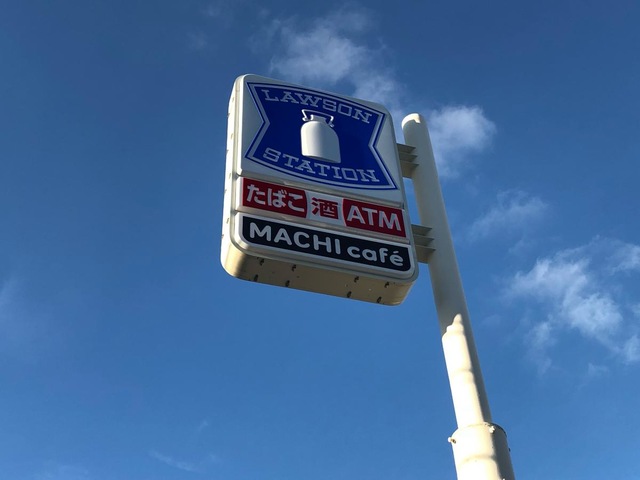 LAWSON
STATION
たばこ 酒 ATM
MACHI café